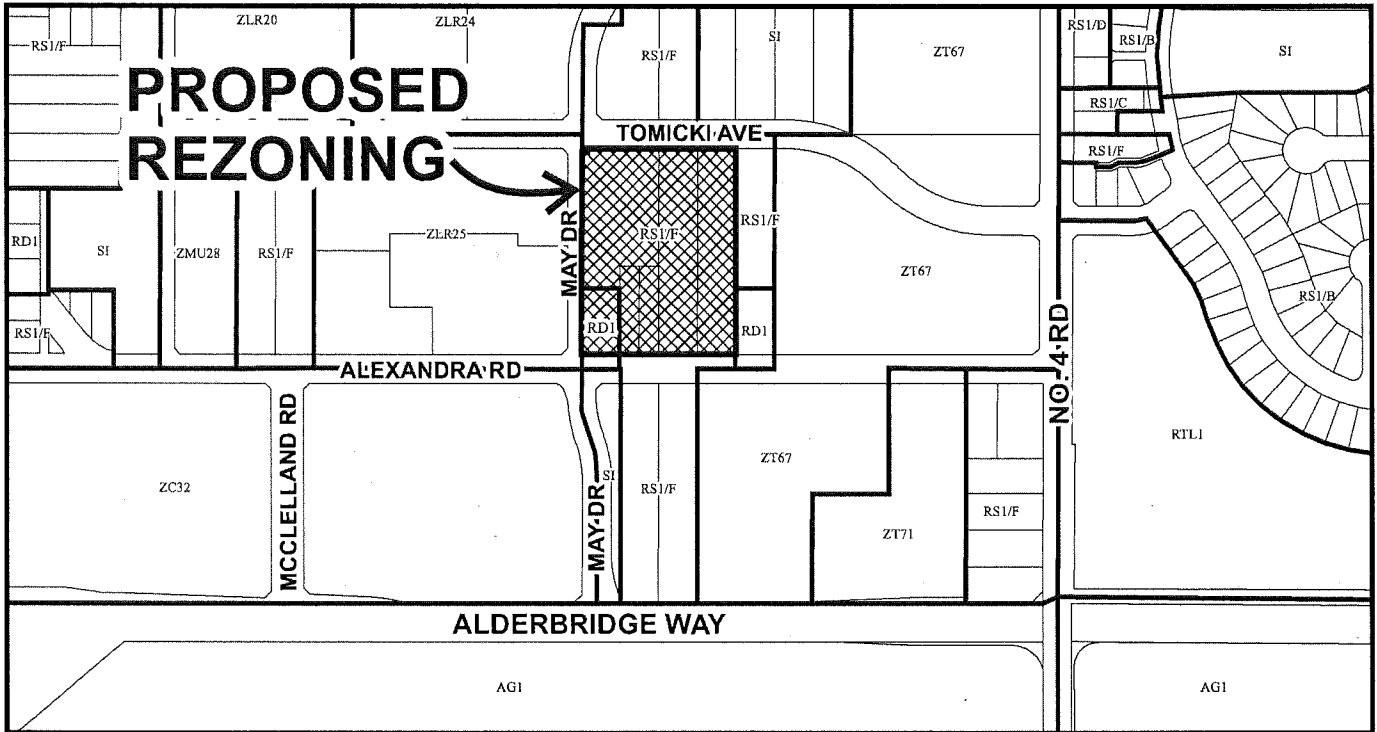 ZLR20
ZLR24
RS1/F
RS1/F
SI
ZT67
RS1/D
RS1/B
SI
PROPOSED
REZONING
RS1/C
TOMICKI AVE
RS1/F
RD1
SI
ZMU28
RS1/F
ZLR25
MAY DR
RS1/F
RS1/F
ZT67
RS1/B
RS1/F
RD1
RD1
ALEXANDRA RD
NO. 4 RD
ZC32
MCCLELLAND RD
MAY DR
SI
RS1/F
ZT67
ZT71
RS1/F
RTL1
ALDERBRIDGE WAY
AG1
AG1